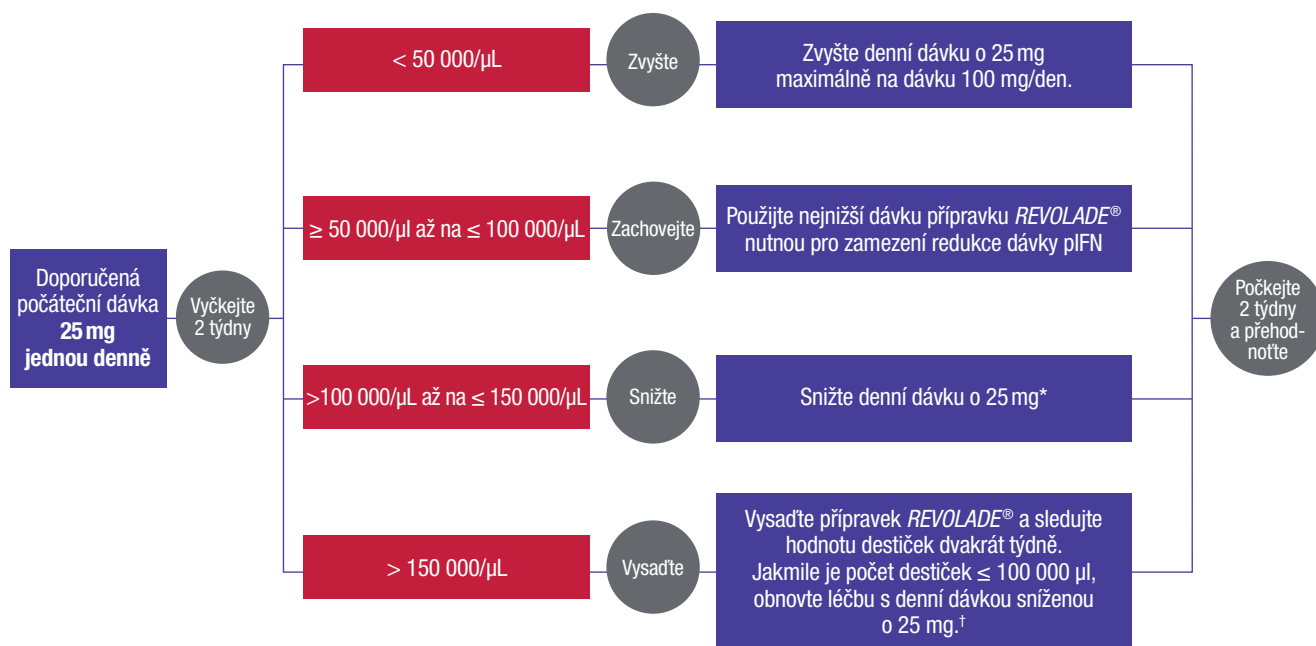 Doporučená
počáteční dávka
25 mg
jednou denně
Vyčkejte
2 týdny
< 50 000/µL
Zvyšte
Zvyšte denní dávku o 25 mg
maximálně na dávku 100 mg/den.
≥ 50 000/µl až na ≤ 100 000/µL
Zachovejte
Použijte nejnižší dávku přípravku REVOLADE®
nutnou pro zamezení redukce dávky pIFN
>100 000/µL až na ≤ 150 000/µL
Snižte
Snižte denní dávku o 25 mg*
> 150 000/µL
Vysaďte
Vysaďte přípravek REVOLADE® a sledujte
hodnotu destiček dvakrát týdně.
Jakmile je počet destiček ≤ 100 000 µl,
obnovte léčbu s denní dávkou sníženou
o 25 mg.†
Počkejte
2 týdny
a přehod-
noťte